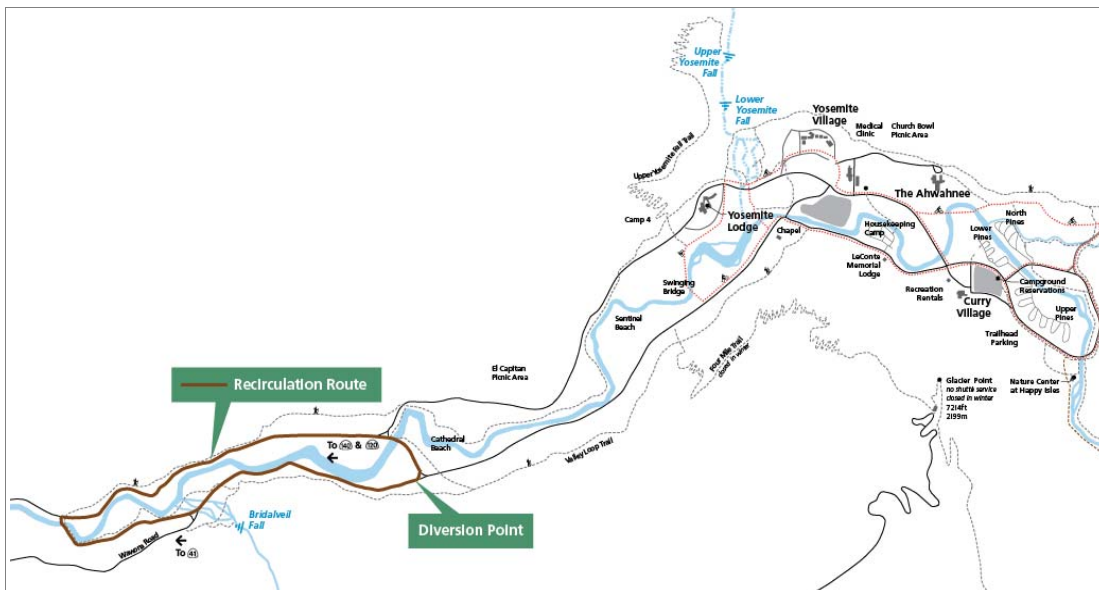 Upper
Yosemite
Fall
Lower
Yosemite
Fall
Yosemite
Village
Medical
Clinic
Church Bowl
Picnic Area
Upper Yosemite Fall Trail
The Ahwahnee
Camp 4
Yosemite
Lodge
Chapel
Housekeeping
Camp
North
Pines
Lower
Pines
LeConte
Memorial
Lodge
Swinging
Bridge
Recreation
Rentals
Campground
Reservations
Curry
Village
Upper
Pines
Sentinel
Beach
Trailhead
Parking
Four Mile Trail
closed in winter
El Capitan
Picnic Area
Glacier Point
no shuttle service
closed in winter
7214ft
2199m
Nature Center
at Happy Isles
Recirculation Route
Cathedral
Beach
To 140 & 120
Valley Loop Trail
Diversion Point
Bridalveil
Fall
Wawona Road
To 41